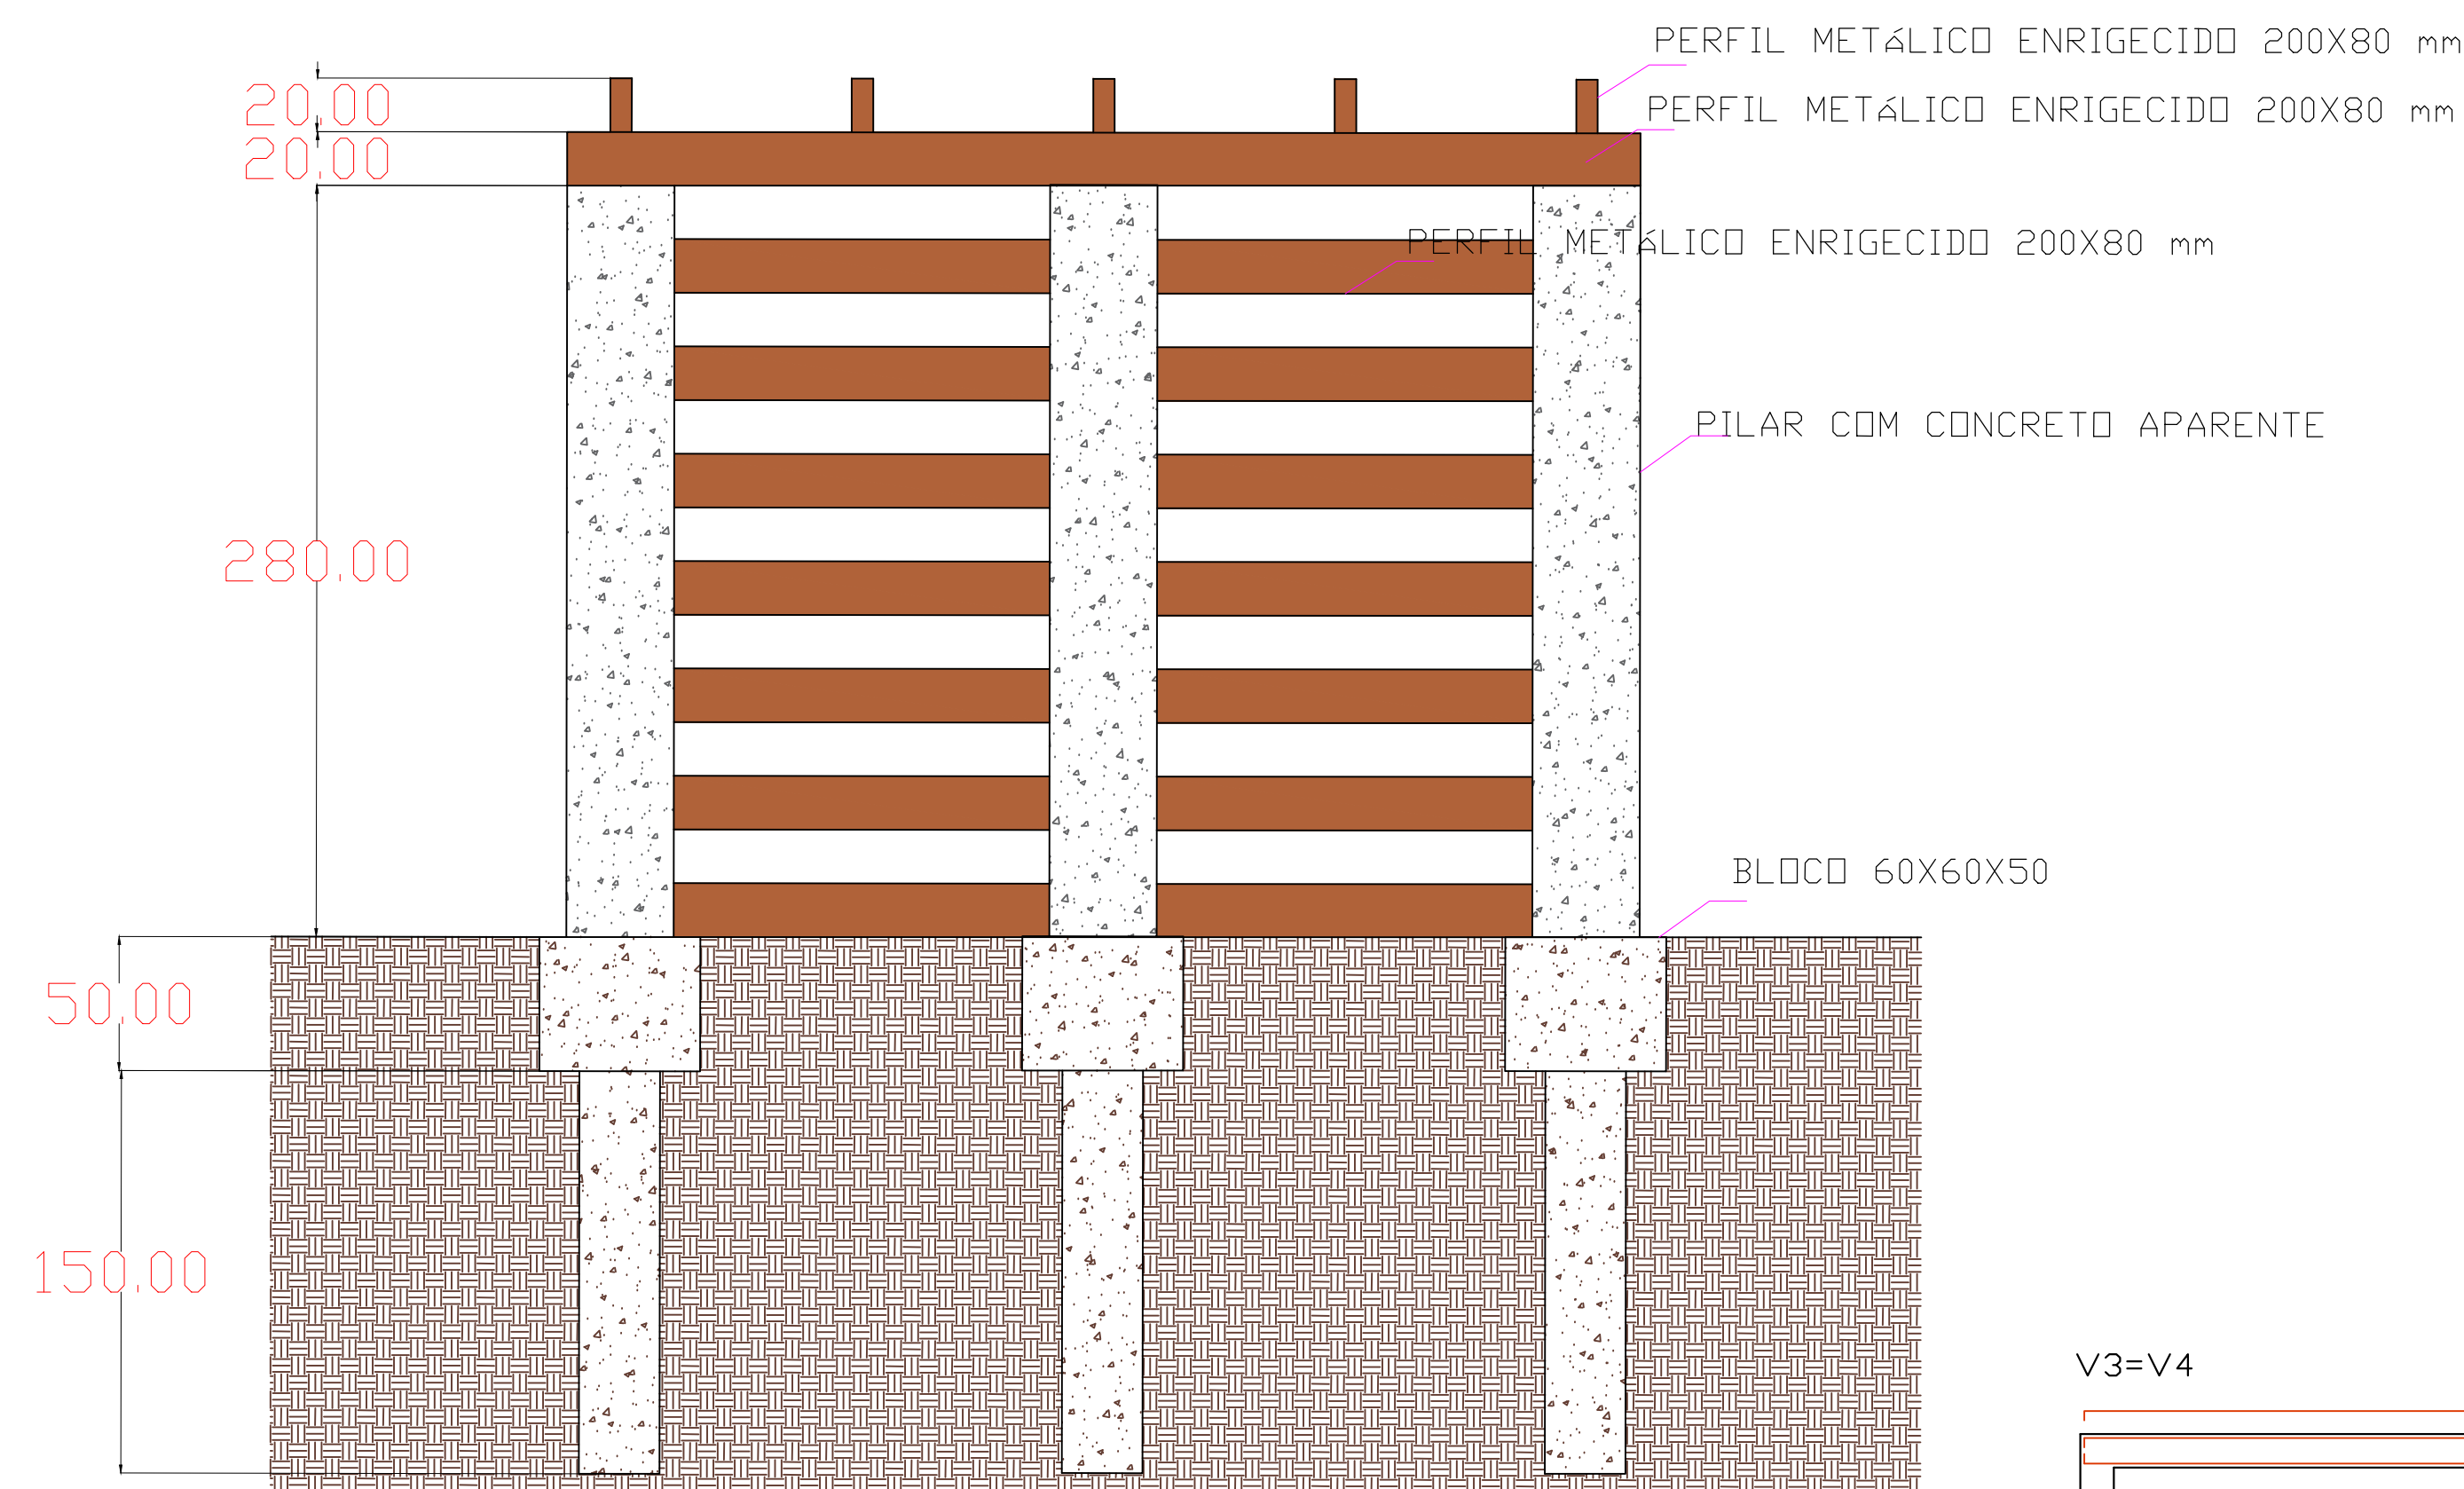 PERFIL METÁLICO ENRIGECIDO 200X80 mm
20.00
PERFIL METÁLICO ENRIGECIDO 200X80 mm
20.00
PERFIL METÁLICO ENRIGECIDO 200X80 mm
PILAR COM CONCRETO APARENTE
280.00
BLOCO 60X60X50
50.00
150.00
V3=V4